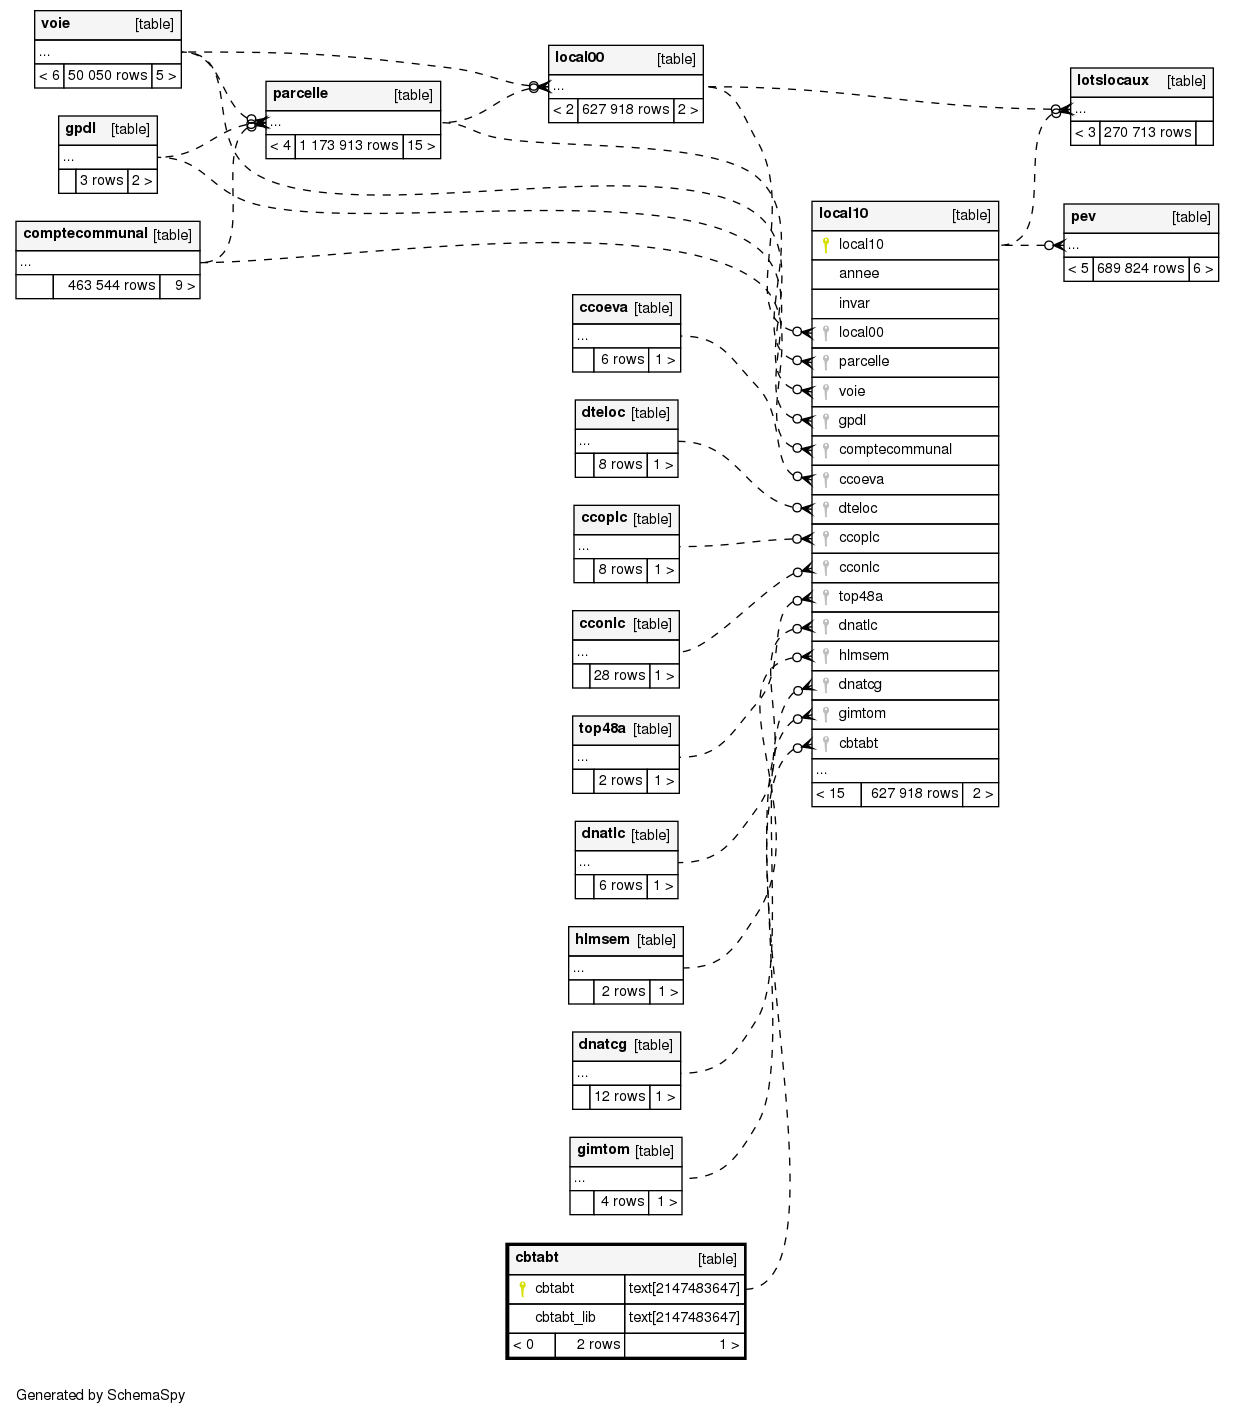 voie [table]
...
< 6 50 050 rows 5 >
gpdl [table]
...
3 rows 2 >
comptecommunal [table]
...
463 544 rows 9 >
parcelle [table]
...
< 4 1 173 913 rows 15 >
local00 [table]
...
< 2 627 918 rows 2 >
lotslocaux [table]
...
< 3 270 713 rows
pev [table]
...
< 5 689 824 rows 6 >
local10 [table]
local10
annee
invar
local00
parcelle
voie
gpdl
comptecommunal
ccoeva
dteloc
ccoplc
cconlc
top48a
dnatlc
hlmsem
dnatcg
gimtom
cbtabt
...
< 15 627 918 rows 2 >
ccoeva [table]
...
6 rows 1 >
dteloc [table]
...
8 rows 1 >
ccoplc [table]
...
8 rows 1 >
cconlc [table]
...
28 rows 1 >
top48a [table]
...
2 rows 1 >
dnatlc [table]
...
6 rows 1 >
hlmsem [table]
...
2 rows 1 >
dnatcg [table]
...
12 rows 1 >
gimtom [table]
...
4 rows 1 >
cbtabt [table]
cbtabt text[2147483647]
cbtabt_lib text[2147483647]
< 0 2 rows 1 >
Generated by SchemaSpy